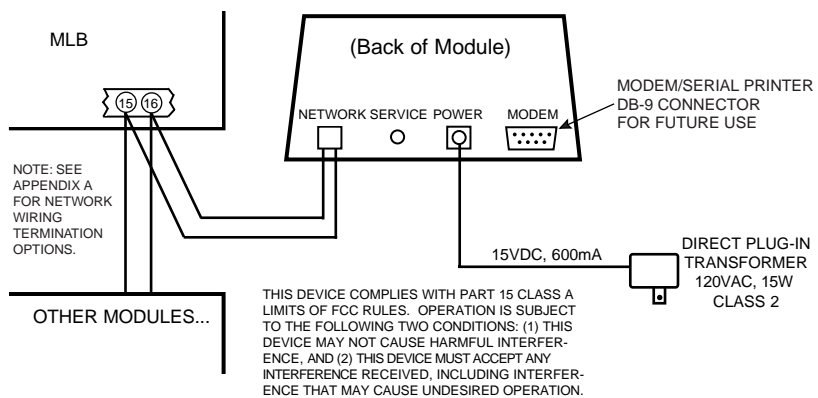 MLB
15 16
NOTE: SEE
APPENDIX A
FOR NETWORK
WIRING
TERMINATION
OPTIONS.
OTHER MODULES...
(Back of Module)
NETWORK SERVICE POWER MODEM
MODEM/SERIAL PRINTER
DB-9 CONNECTOR
FOR FUTURE USE
15VDC, 600mA
DIRECT PLUG-IN
TRANSFORMER
120VAC, 15W
CLASS 2
THIS DEVICE COMPLIES WITH PART 15 CLASS A
LIMITS OF FCC RULES. OPERATION IS SUBJECT
TO THE FOLLOWING TWO CONDITIONS: (1) THIS
DEVICE MAY NOT CAUSE HARMFUL INTERFER-
ENCE, AND (2) THIS DEVICE MUST ACCEPT ANY
INTERFERENCE RECEIVED, INCLUDING INTERFER-
ENCE THAT MAY CAUSE UNDESIRED OPERATION.